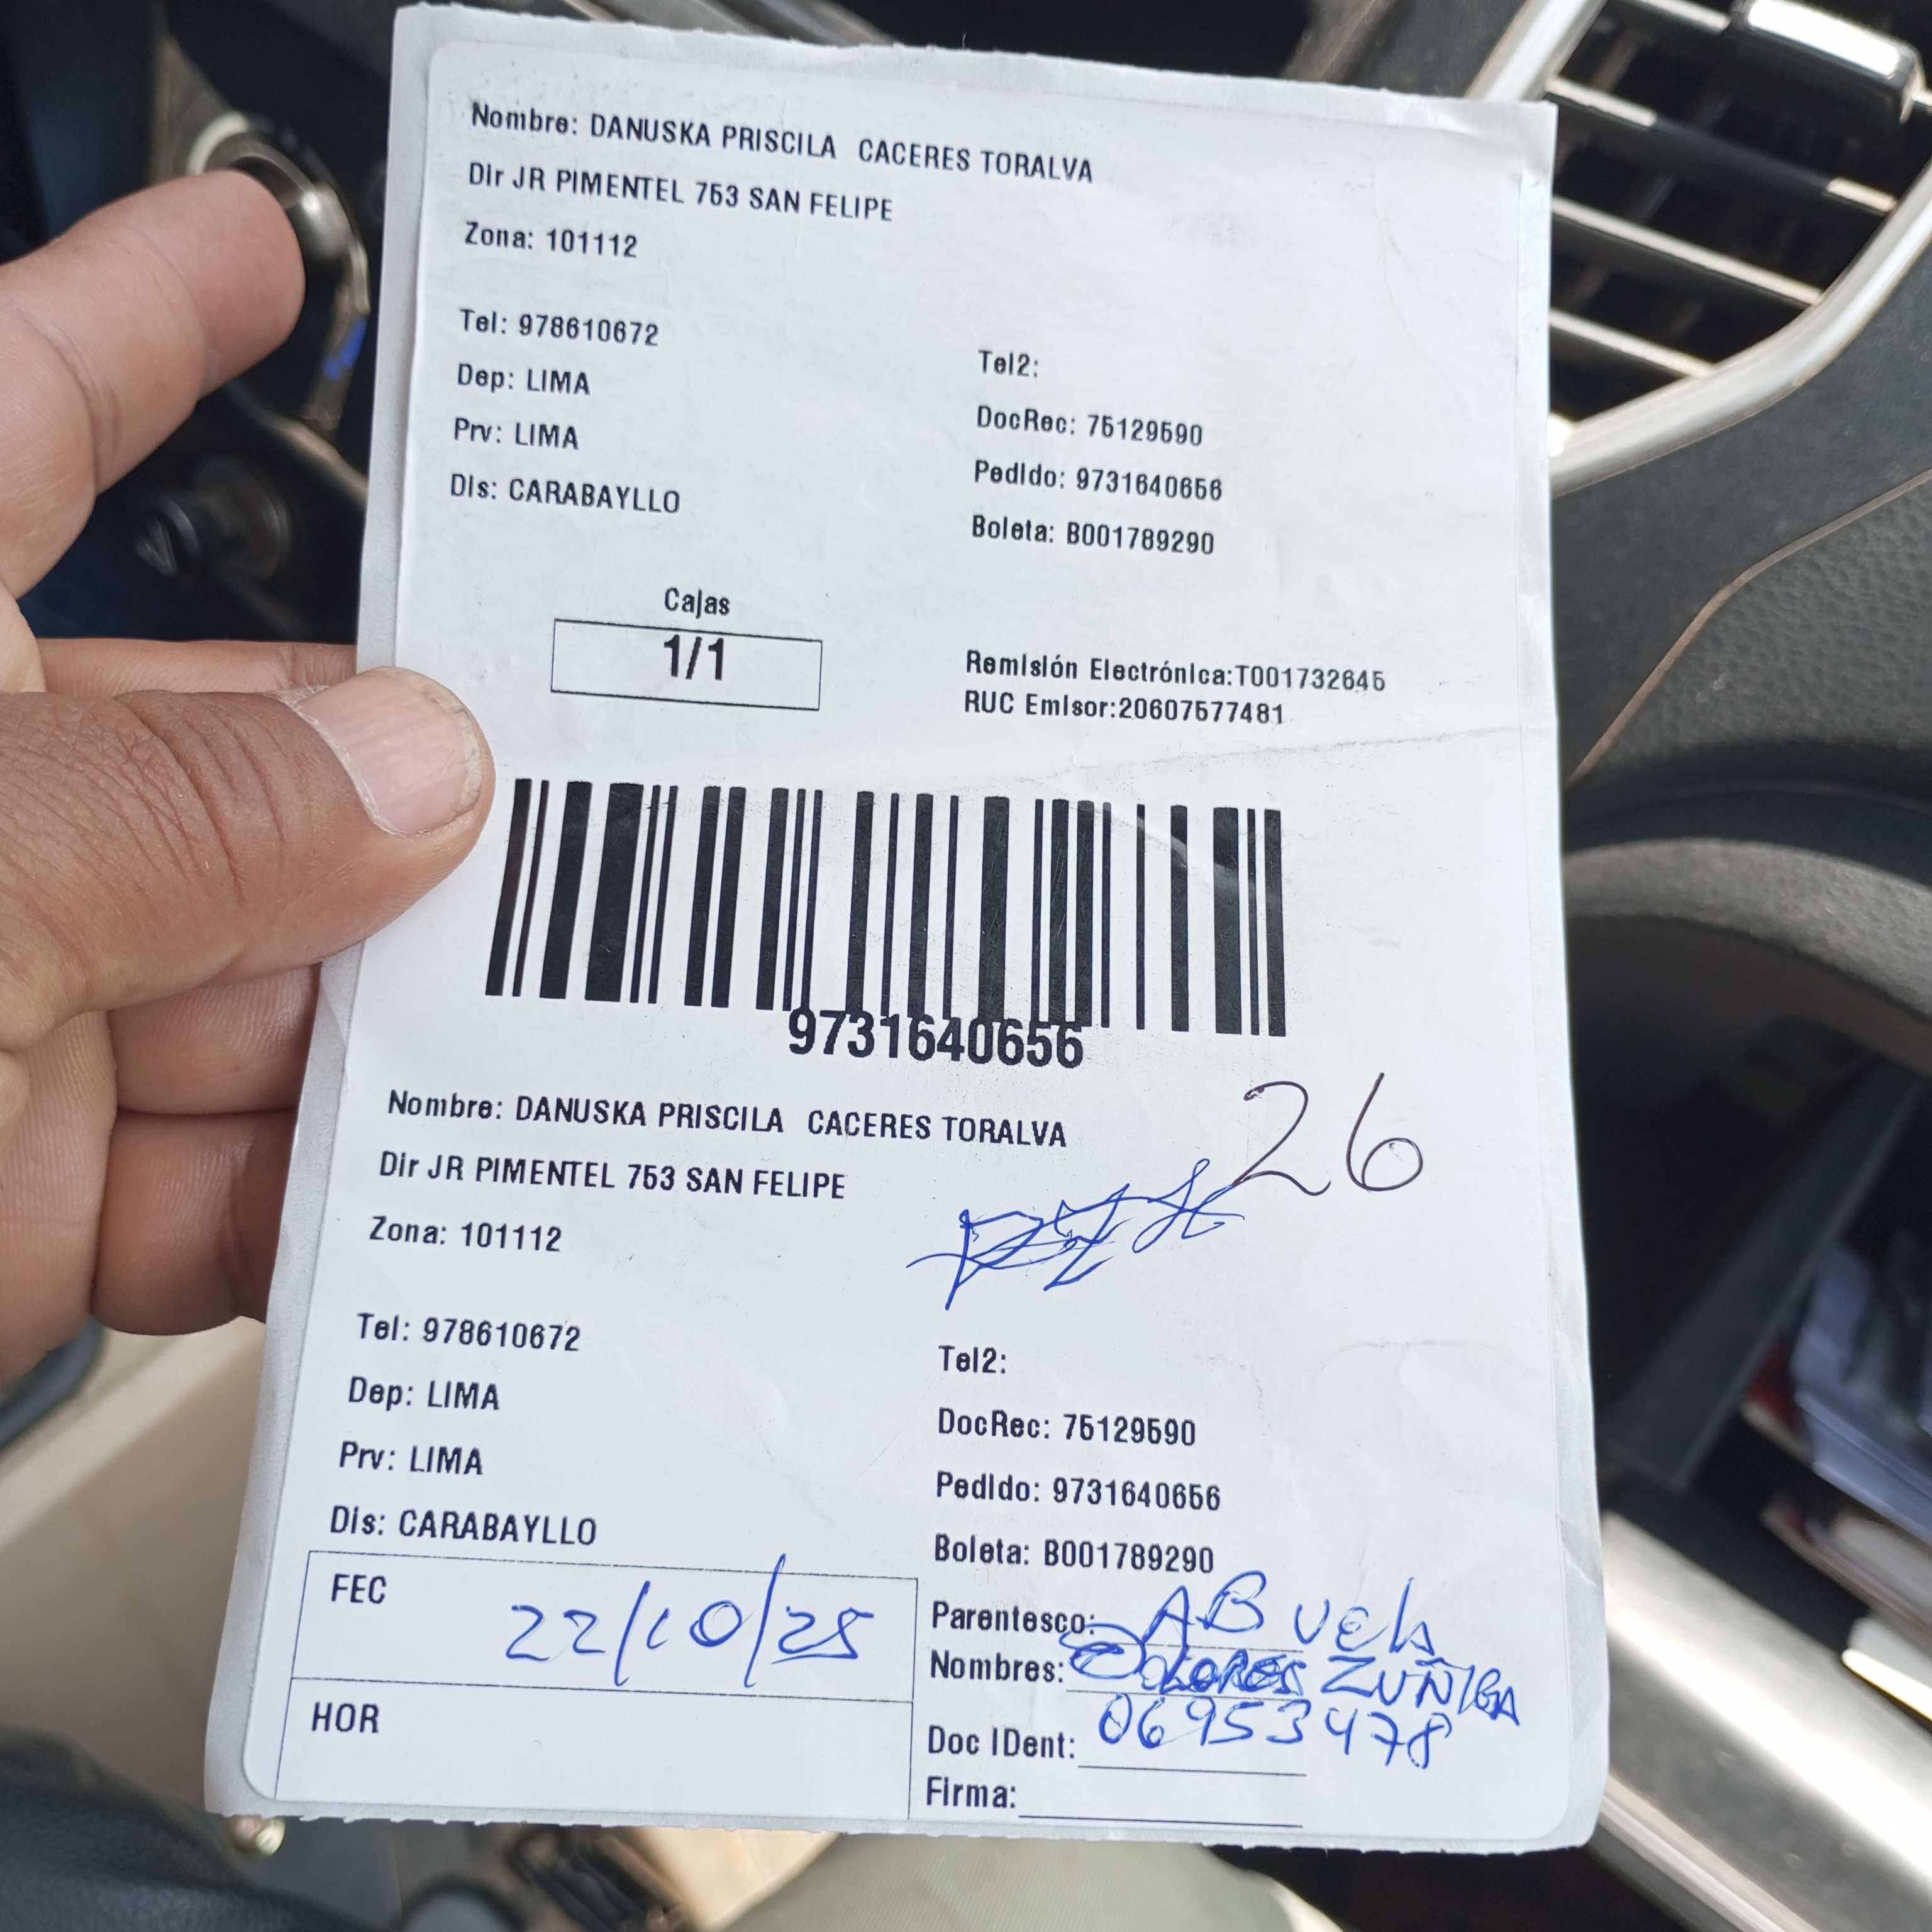 Nombre: DANUSKA PRISCILA  CACERES TORALVA
Dir JR PIMENTEL 753 SAN FELIPE
Zona: 101112
Tel: 978610672
Tel2:
Dep: LIMA
DocRec: 75129590
Prv: LIMA
Pedido: 9731640656
Dis: CARABAYLLO
Boleta: B001789290
Cajas
1/1
Remisión Electrónica:T001732645
RUC Emisor:20607577481
9731640656
26
Nombre: DANUSKA PRISCILA  CACERES TORALVA
Dir JR PIMENTEL 753 SAN FELIPE
Zona: 101112
Tel: 978610672
Tel2:
Dep: LIMA
DocRec: 75129590
Prv: LIMA
Pedido: 9731640656
Dis: CARABAYLLO
Boleta: B001789290
FEC 22/10/25
Parentesco: ABuela
Nombres: DOLORES ZUÑIGA
HOR
Doc IDent: 06953478
Firma: